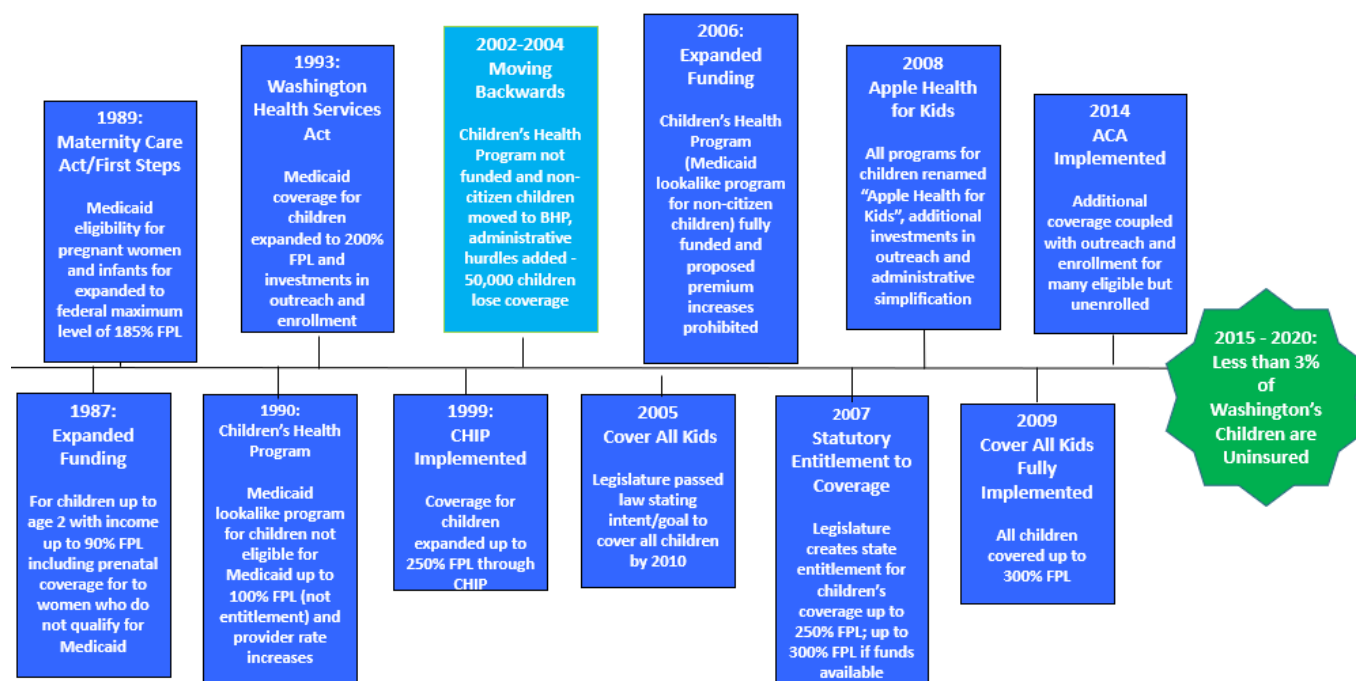 1989:
Maternity Care
Act/First Steps
Medicaid
eligibility for
pregnant women
and infants for
expanded to
federal maximum
level of 185% FPL
1993:
Washington
Health Services
Act
Medicaid
coverage for
children
expanded to 200%
FPL and
investments in
outreach and
enrollment
2002-2004
Moving
Backwards
Children's Health
Program not
funded and non-
citizen children
moved to BHP,
administrative
hurdles added -
50,000 children
lose coverage
2006:
Expanded
Funding
Children's Health
Program
(Medicaid
lookalike program
for non-citizen
children) fully
funded and
proposed
premium
increases
prohibited
2008
Apple Health
for Kids
All programs for
children renamed
"Apple Health for
Kids", additional
investments in
outreach and
administrative
simplification
2014
ACA
Implemented
Additional
coverage coupled
with outreach and
enrollment for
many eligible but
unenrolled
2015 - 2020:
Less than 3%
of
Washington's
Children are
Uninsured
1987:
Expanded
Funding
For children up to
age 2 with income
up to 90% FPL
including prenatal
coverage for to
women who do
not qualify for
Medicaid
1990:
Children's Health
Program
Medicaid
lookalike program
for children not
eligible for
Medicaid up to
100% FPL (not
entitlement) and
provider rate
increases
1999:
CHIP
Implemented
Coverage for
children
expanded up to
250% FPL through
CHIP
2005
Cover All Kids
Legislature passed
law stating
intent/goal to
cover all children
by 2010
2007
Statutory
Entitlement to
Coverage
Legislature
creates state
entitlement for
children's
coverage up to
250% FPL; up to
300% FPL if funds
available
2009
Cover All Kids
Fully
Implemented
All children
covered up to
300% FPL